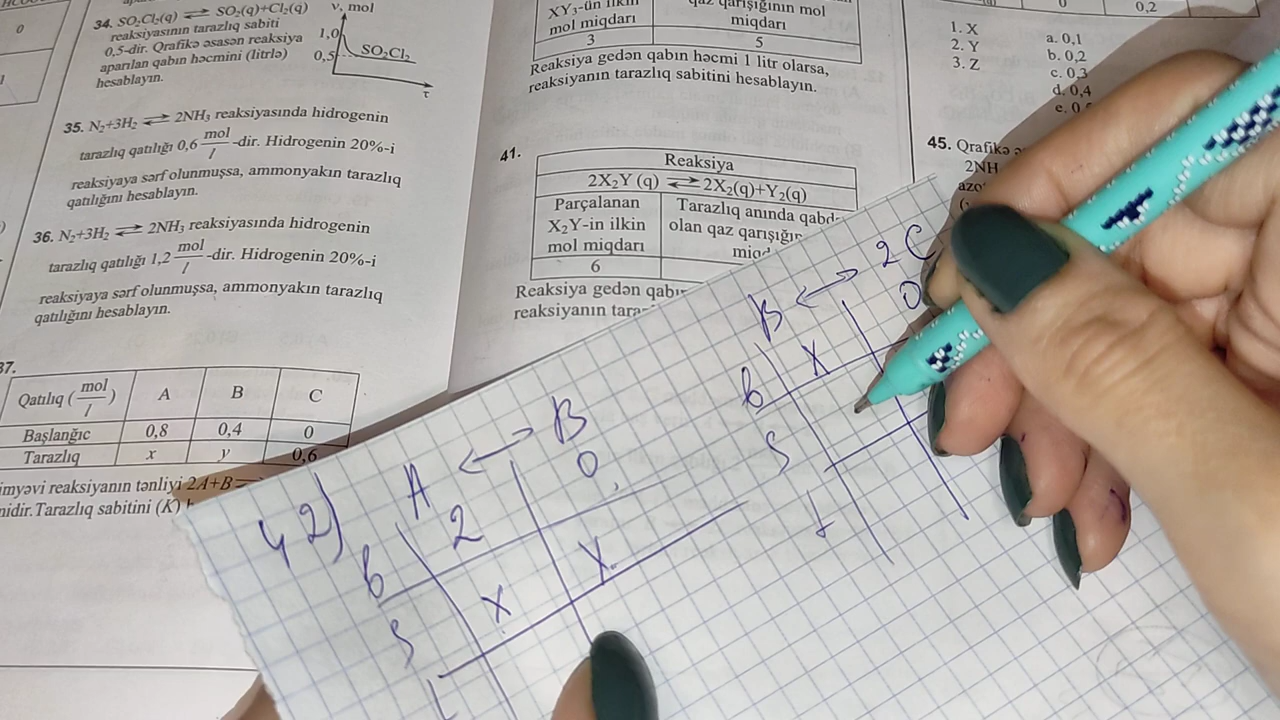 0
34. SO₂Cl₂(q) ⇄ SO₂(q)+Cl₂(q)
reaksiyasının tarazlıq sabiti
0,5-dir. Qrafikə əsasən reaksiya
aparılan qabın həcmini (litrlə)
hesablayın.
ν, mol
1,0
0,5
SO₂Cl₂
τ
35. N₂+3H₂ ⇄ 2NH₃ reaksiyasında hidrogenin
tarazlıq qatılığı 0,6 mol/l -dir. Hidrogenin 20%-i
reaksiyaya sərf olunmuşsa, ammonyakın tarazlıq
qatılığını hesablayın.
36. N₂+3H₂ ⇄ 2NH₃ reaksiyasında hidrogenin
tarazlıq qatılığı 1,2 mol/l -dir. Hidrogenin 20%-i
reaksiyaya sərf olunmuşsa, ammonyakın tarazlıq
qatılığını hesablayın.
37.
Qatılıq (mol/l) A B C
Başlanğıc 0,8 0,4 0
Tarazlıq x y 0,6
tənliyi 2A+B
Tarazlıq sabitini (K)
XY₃-ün ilkin
mol miqdarı
qaz qarışığının mol
miqdarı
3 5
Reaksiya gedən qabın həcmi 1 litr olarsa,
reaksiyanın tarazlıq sabitini hesablayın.
41.
Reaksiya
2X₂Y (q) ⇄ 2X₂(q)+Y₂(q)
Parçalanan
X₂Y-in ilkin
mol miqdarı
Tarazlıq anında
olan qaz
6
Reaksiya gedən
0 0,2
1. X
2. Y
3. Z
a. 0,1
b. 0,2
c. 0,3
d. 0,4
45. Qrafikə
2NH
42)
A ↔ B
b 2 0
s x x
t
B ↔ 2C
b x 0
s
t